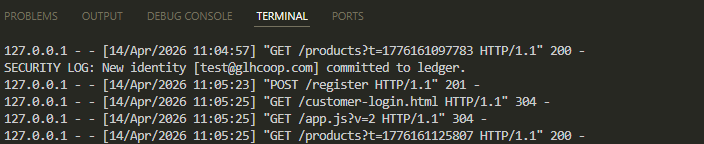 PROBLEMS OUTPUT DEBUG CONSOLE TERMINAL PORTS
127.0.0.1 - - [14/Apr/2026 11:04:57] "GET /products?t=1776161097783 HTTP/1.1" 200 -
SECURITY LOG: New identity [test@glhcoop.com] committed to ledger.
127.0.0.1 - - [14/Apr/2026 11:05:23] "POST /register HTTP/1.1" 201 -
127.0.0.1 - - [14/Apr/2026 11:05:25] "GET /customer-login.html HTTP/1.1" 304 -
127.0.0.1 - - [14/Apr/2026 11:05:25] "GET /app.js?v=2 HTTP/1.1" 304 -
127.0.0.1 - - [14/Apr/2026 11:05:25] "GET /products?t=1776161125807 HTTP/1.1" 200 -